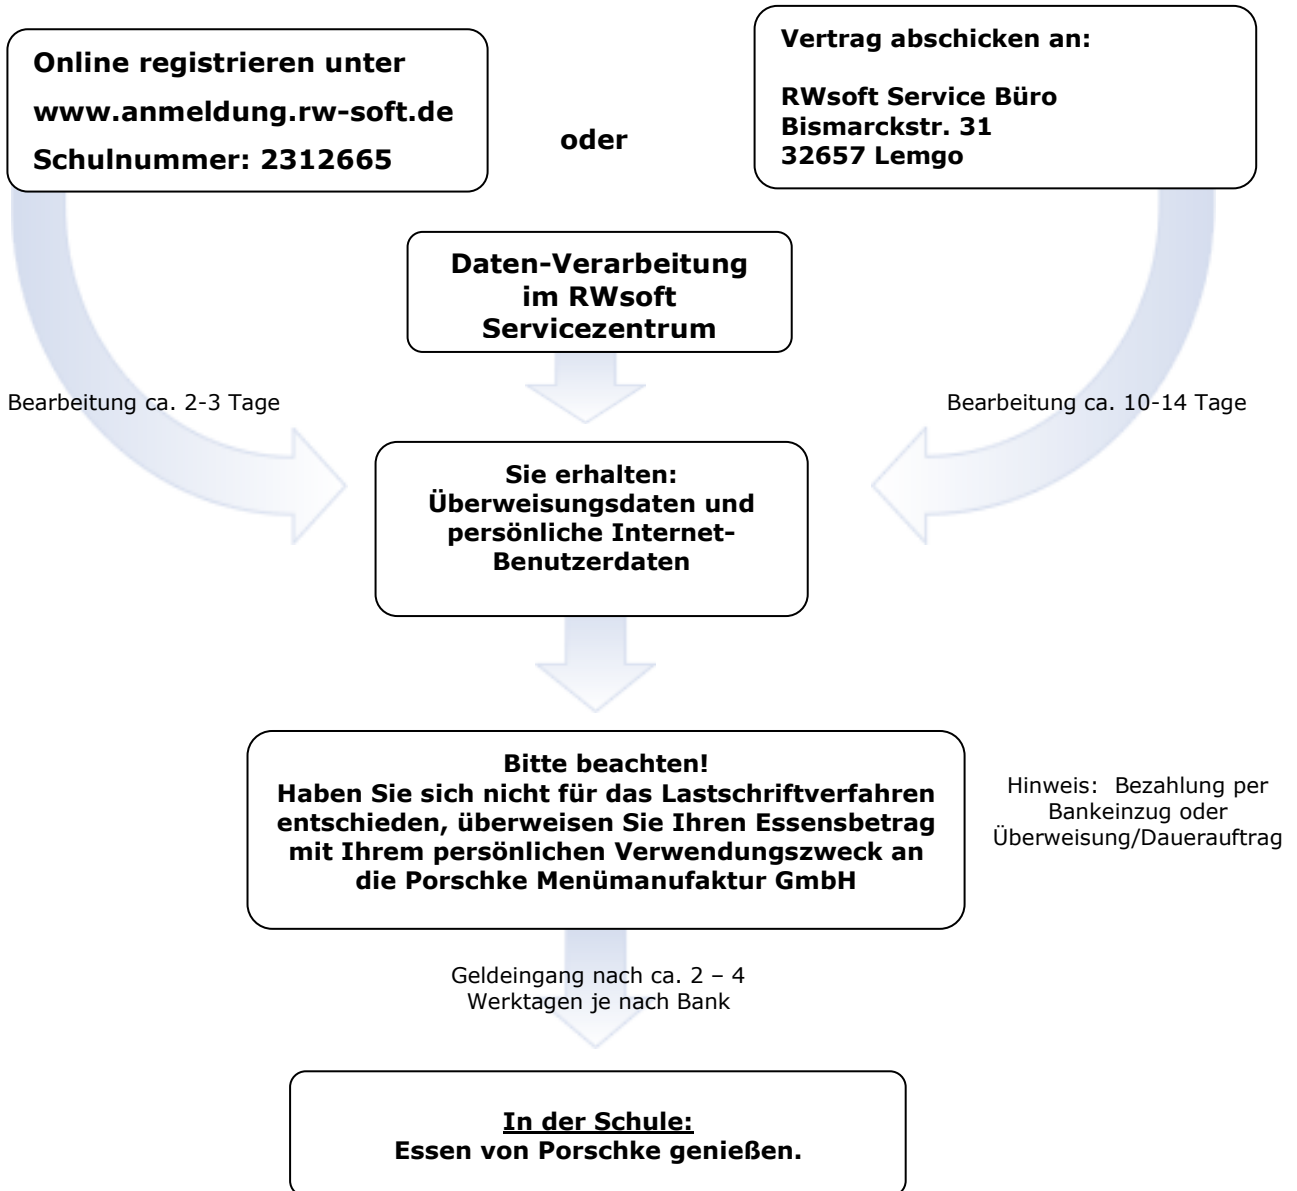 Online registrieren unter
www.anmeldung.rw-soft.de
Schulnummer: 2312665
oder
Vertrag abschicken an:
RWsoft Service Büro
Bismarckstr. 31
32657 Lemgo
Daten-Verarbeitung
im RWsoft
Servicezentrum
Bearbeitung ca. 2-3 Tage
Bearbeitung ca. 10-14 Tage
Sie erhalten:
Überweisungsdaten und
persönliche Internet-
Benutzerdaten
Bitte beachten!
Haben Sie sich nicht für das Lastschriftverfahren
entschieden, überweisen Sie Ihren Essensbetrag
mit Ihrem persönlichen Verwendungszweck an
die Porschke Menümanufaktur GmbH
Hinweis: Bezahlung per
Bankeinzug oder
Überweisung/Dauerauftrag
Geldeingang nach ca. 2 – 4
Werktagen je nach Bank
In der Schule:
Essen von Porschke genießen.